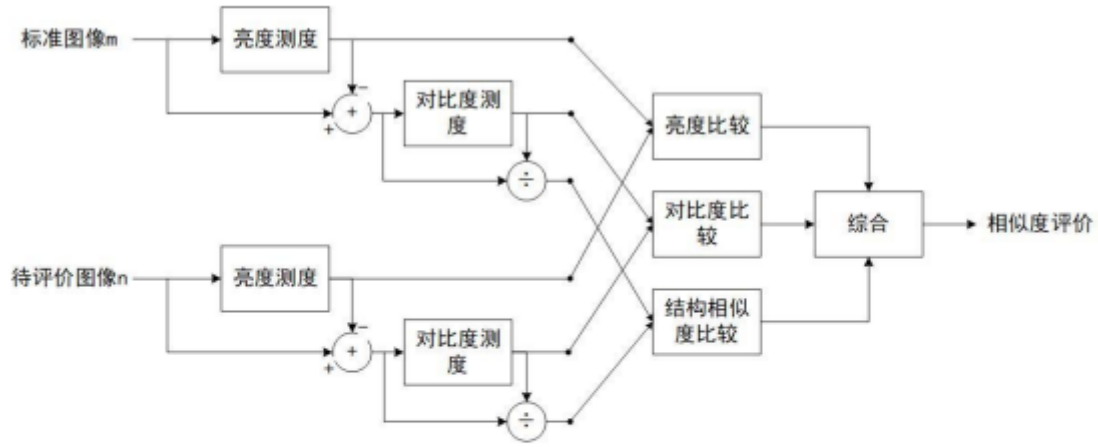 标准图像m
亮度测度
−
+
+
对比度测
度
÷
亮度比较
对比度比
较
综合
相似度评价
待评价图像n
亮度测度
−
+
+
对比度测
度
÷
结构相似
度比较